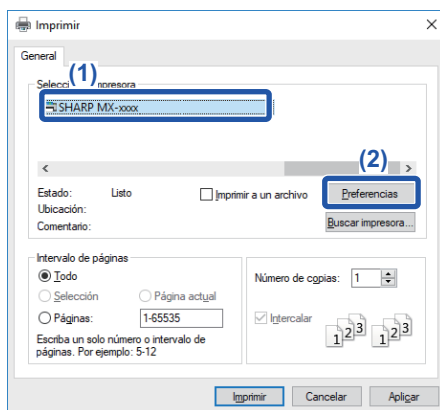 Imprimir
General
(1)
Selecci mpresora
SHARP MX-xxxx
(2)
Estado: Listo
Imprimir a un archivo
Preferencias
Ubicación:
Comentario:
Buscar impresora...
Intervalo de páginas
Todo
Selección
Página actual
Páginas: 1-65535
Escriba un solo número o intervalo de
páginas. Por ejemplo: 5-12
Número de copias: 1
Intercalar
1 2 3 1 2 3
Imprimir Cancelar Aplicar